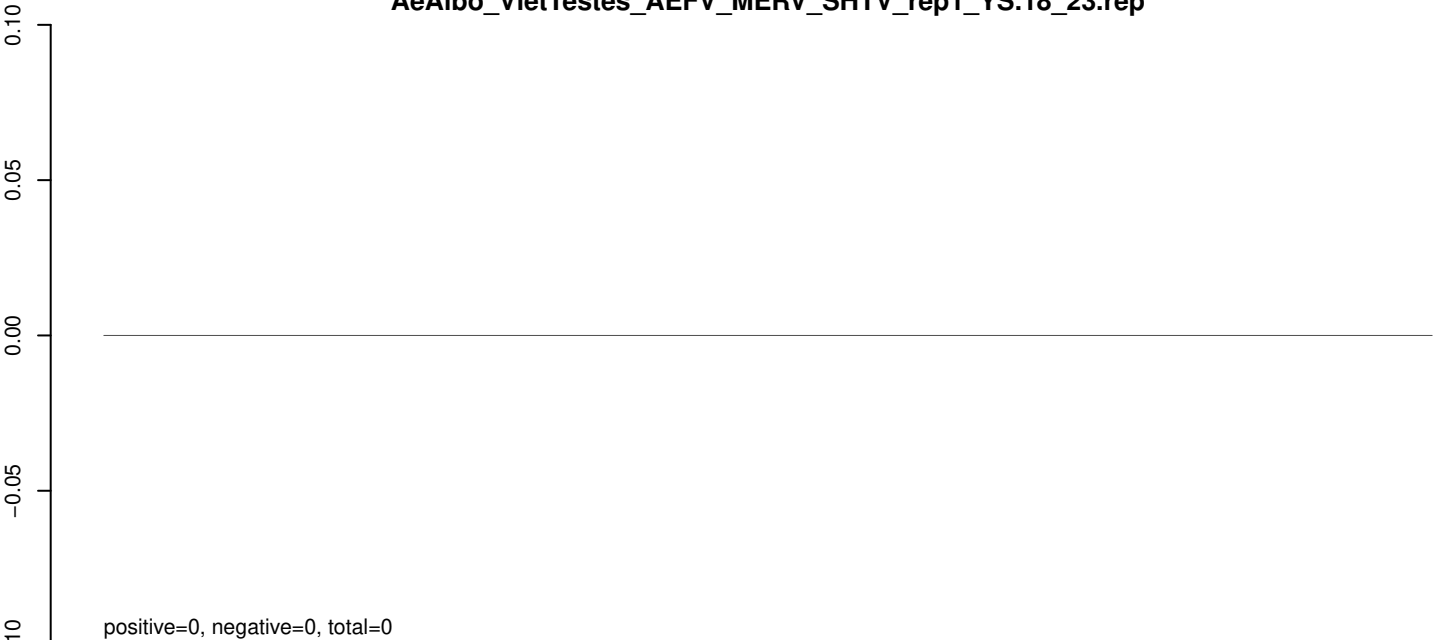 AeAlbo_VietTestes_AEFV_MERV_SHTV_rep1_YS.18_23.rep
0.10
0.05
0.00
−0.05
positive=0, negative=0, total=0